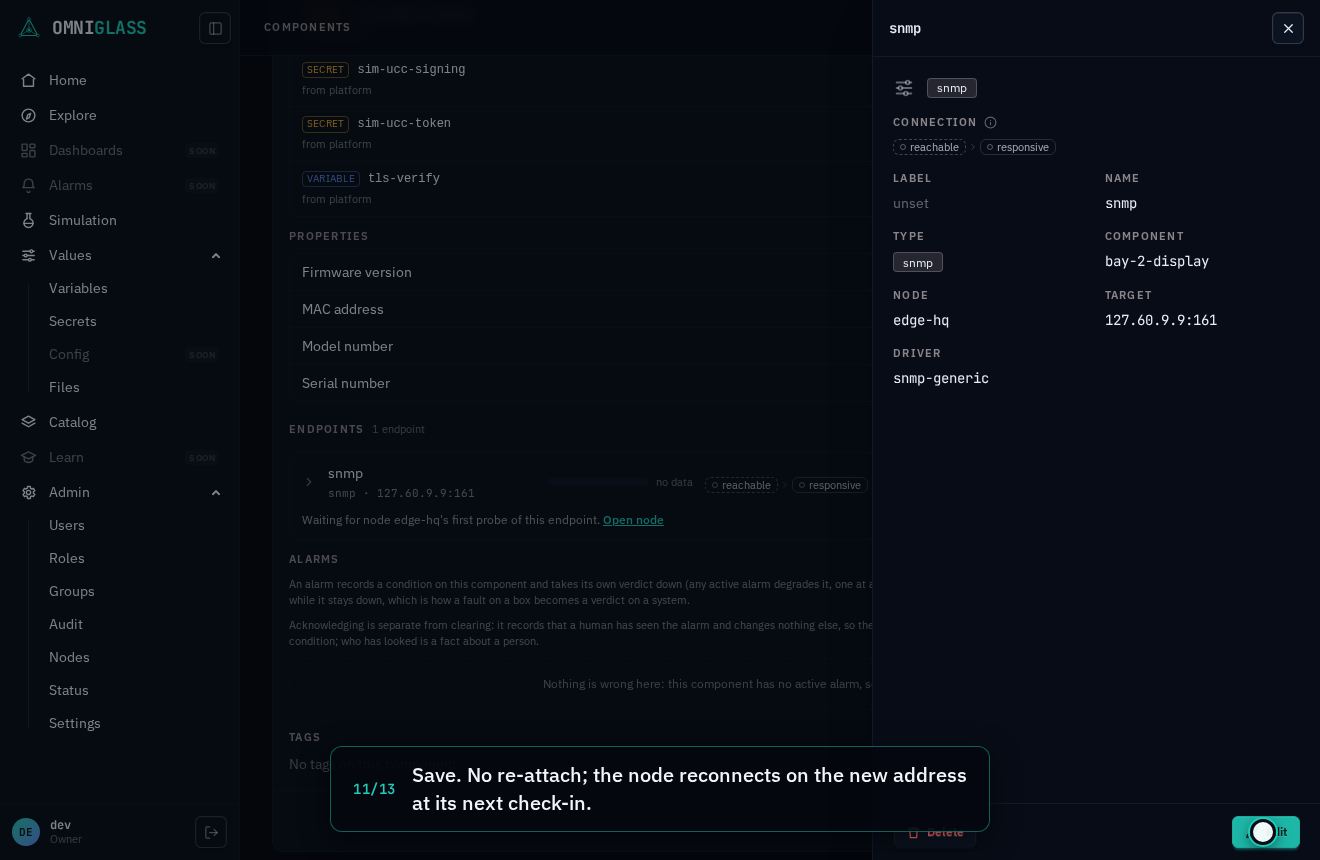 OMNIGLASS
Home
Explore
Dashboards SOON
Alarms SOON
Simulation
Values
Variables
Secrets
Config SOON
Files
Catalog
Learn SOON
Admin
Users
Roles
Groups
Audit
Nodes
Status
Settings
DE dev
Owner
COMPONENTS
SECRET sim-ucc-signing
from platform
SECRET sim-ucc-token
from platform
VARIABLE tls-verify
from platform
PROPERTIES
Firmware version
MAC address
Model number
Serial number
ENDPOINTS 1 endpoint
snmp
snmp · 127.60.9.9:161
no data reachable › responsive
Waiting for node edge-hq's first probe of this endpoint. Open node
ALARMS
An alarm records a condition on this component and takes its own verdict down (any active alarm degrades it, one at a
while it stays down, which is how a fault on a box becomes a verdict on a system.
Acknowledging is separate from clearing: it records that a human has seen the alarm and changes nothing else, so the
condition; who has looked is a fact about a person.
Nothing is wrong here: this component has no active alarm, s
TAGS
No tag
snmp
snmp
CONNECTION
reachable › responsive
LABEL
unset
NAME
snmp
TYPE
snmp
COMPONENT
bay-2-display
NODE
edge-hq
TARGET
127.60.9.9:161
DRIVER
snmp-generic
11/13
Save. No re-attach; the node reconnects on the new address
at its next check-in.
Delete